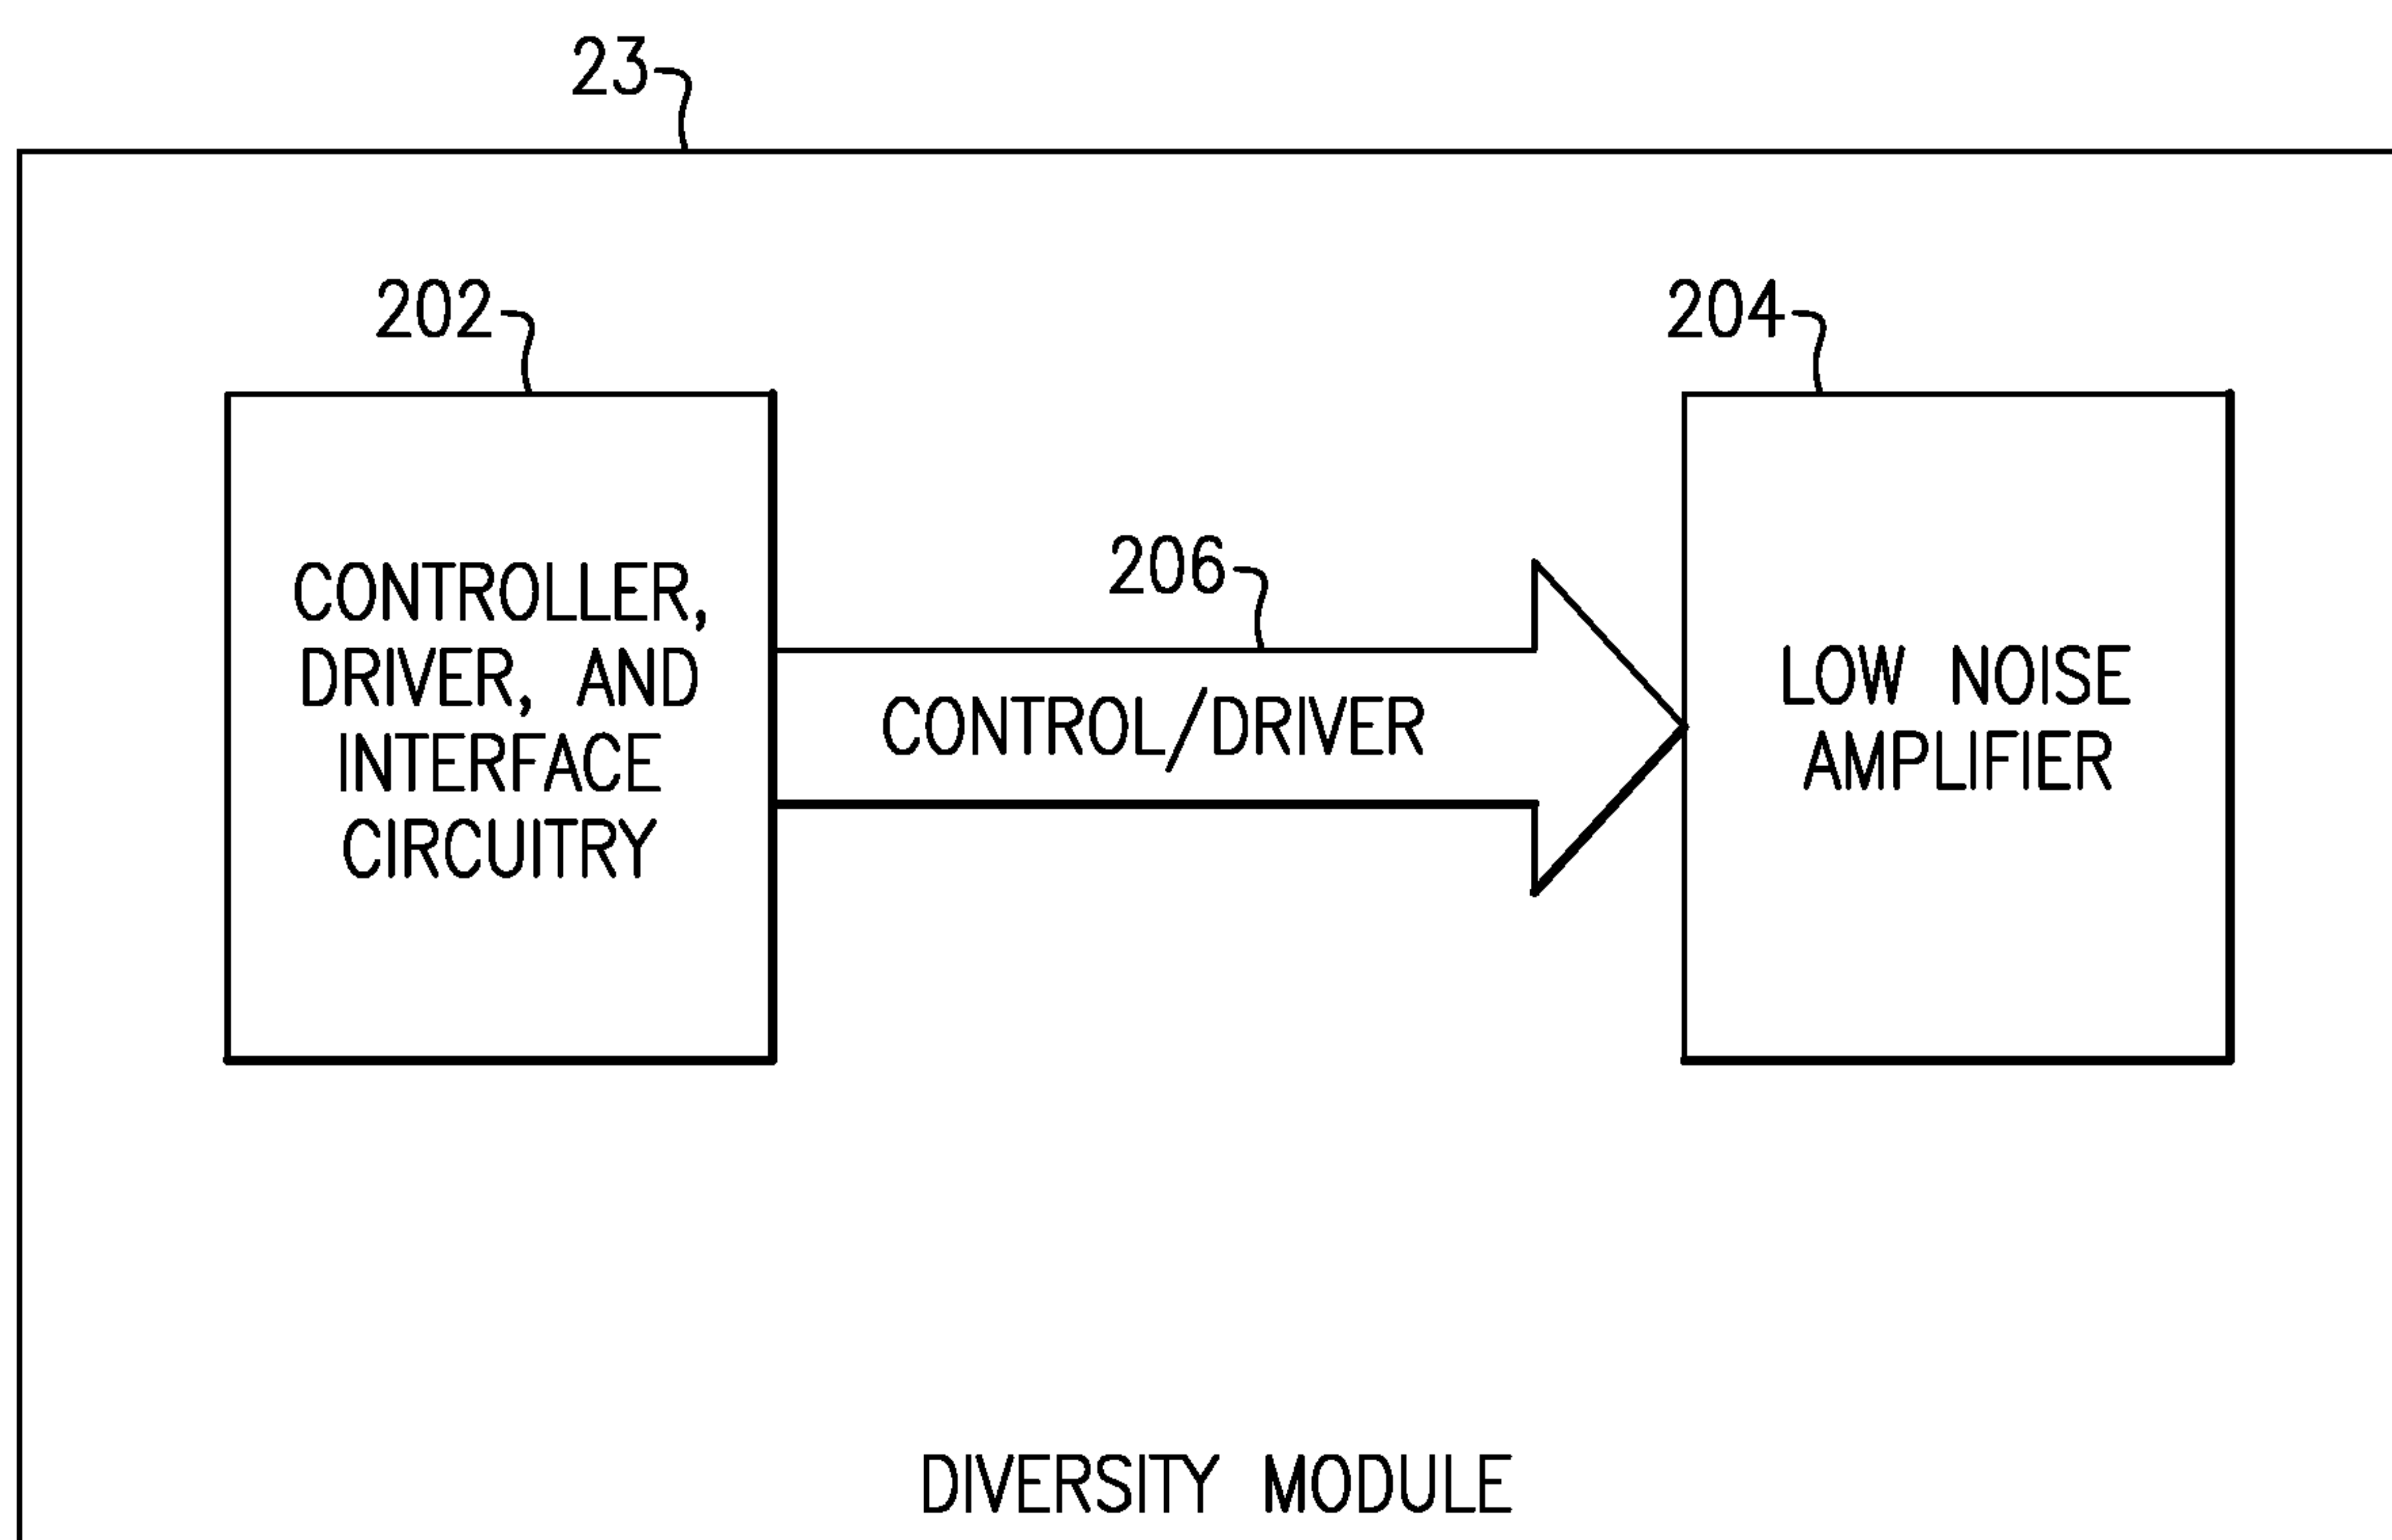 23
202
204
CONTROLLER,
DRIVER, AND
INTERFACE
CIRCUITRY
206
CONTROL/DRIVER
LOW NOISE
AMPLIFIER
DIVERSITY MODULE